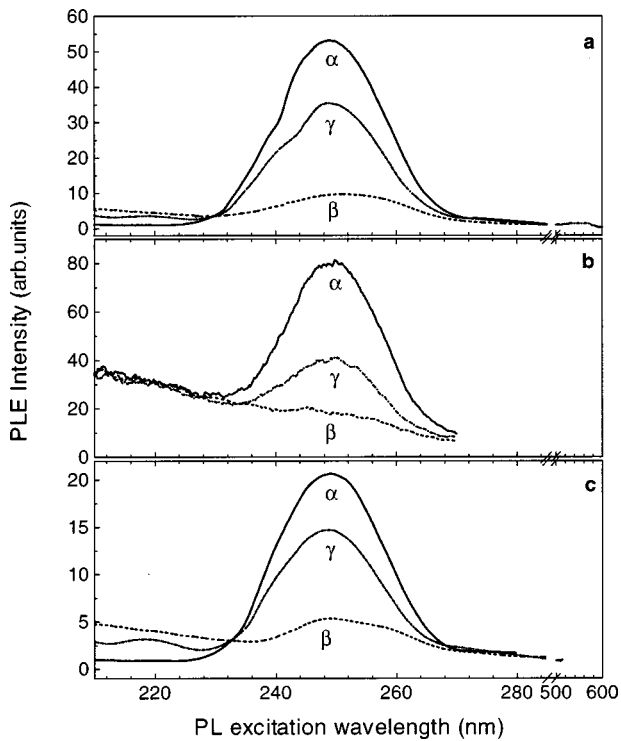 60
50
40
30
20
10
0
a
α
γ
β
80
60
40
20
0
b
α
γ
β
20
15
10
5
0
c
α
γ
β
PLE Intensity (arb.units)
220 240 260 280 500 600
PL excitation wavelength (nm)